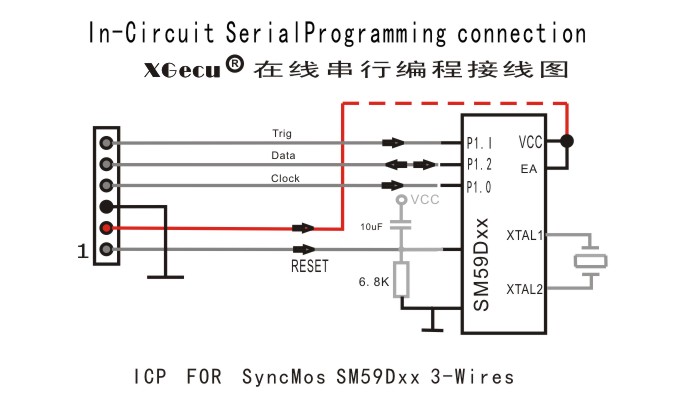 In-Circuit SerialProgramming connection
XGecu® 在线串行编程接线图
Trig
Data
Clock
P1.1
P1.2
P1.0
VCC
EA
VCC
10uF
1
RESET
6.8K
SM59Dxx
XTAL1
XTAL2
ICP FOR SyncMos SM59Dxx 3-Wires